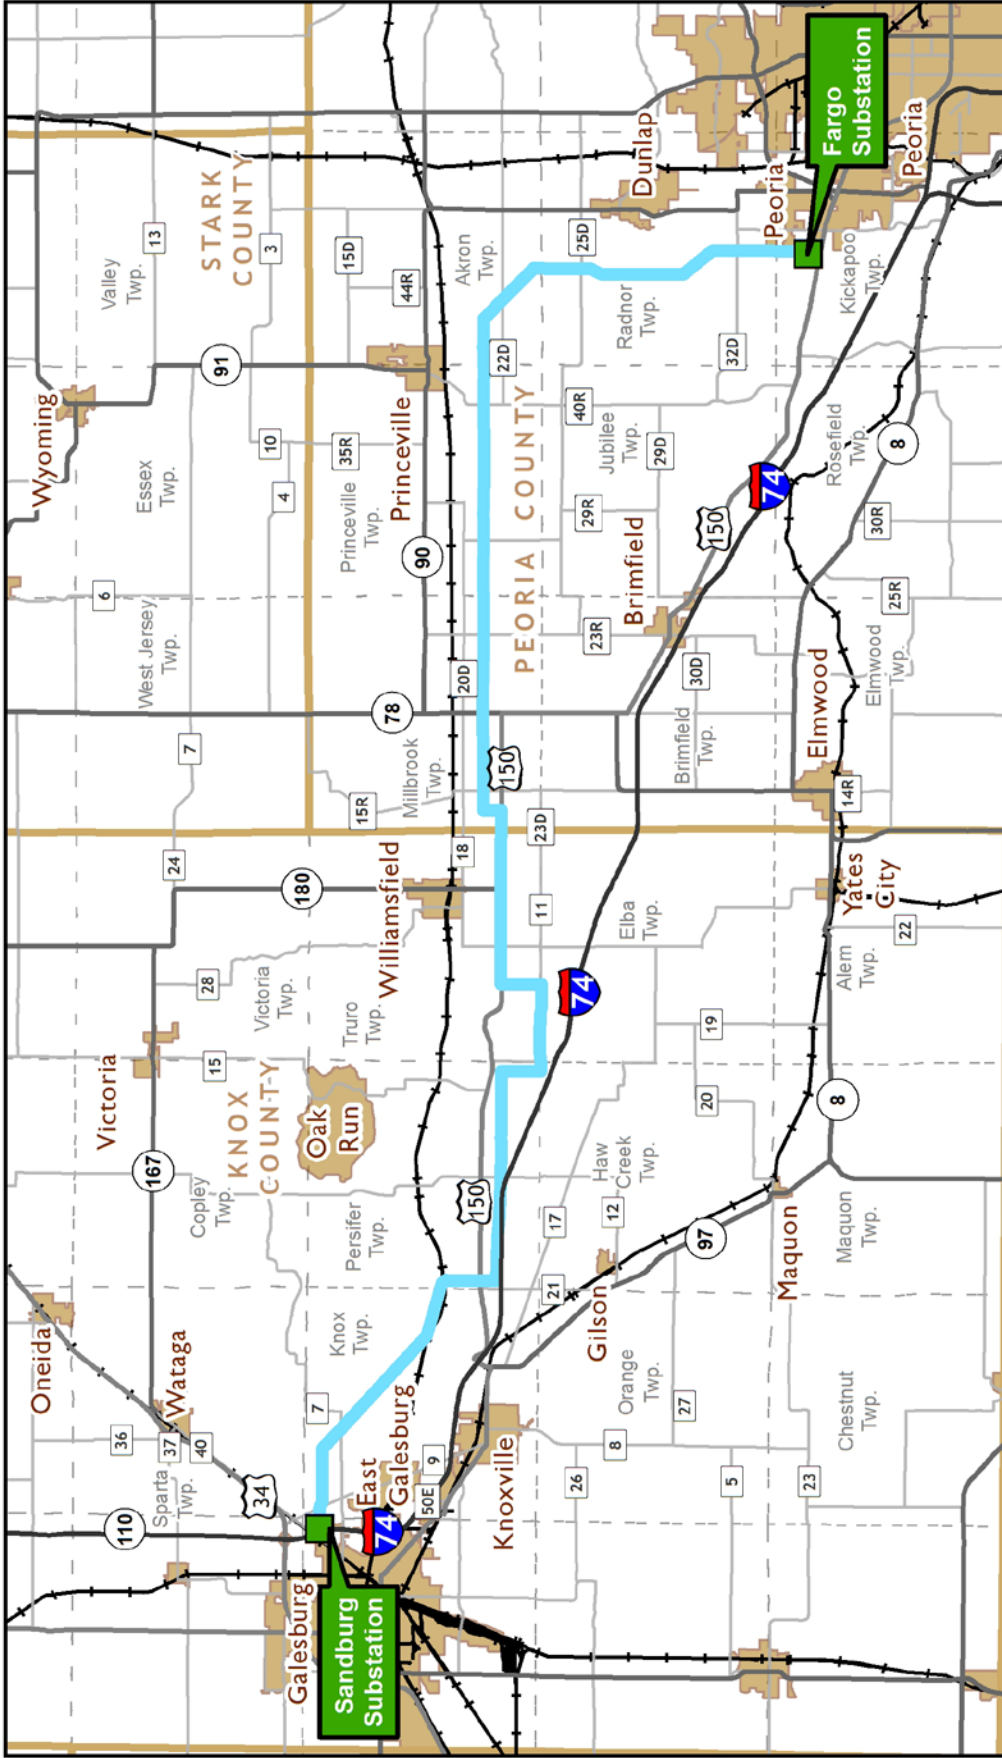 Oneida
Wyoming
Victoria
36
110
6
Valley
Twp.
13
167
Essex
Twp.
West Jersey
Twp.
Sparta
Twp.
37
Wataga
24
7
40
Copley
Twp.
28
15
STARK
COUNTY
91
KNOX
COUNTY
34
Victoria
Twp.
10
3
4
Galesburg
180
7
Oak
Run
Knox
Twp.
Persifer
Twp.
Truro
Twp.
15R
Princeville
Twp.
35R
15D
Sandburg
Substation
74
East
Galesburg
Williamsfield
78
Millbrook
Twp.
Princeville
44R
90
50E
9
18
20D
Akron
Twp.
150
Knoxville
150
22D
PEORIA COUNTY
21
17
11
23D
26
74
40R
25D
Gilson
8
12
Haw
Creek
Twp.
29R
23R
Orange
Twp.
Elba
Twp.
Jubilee
Twp.
Radnor
Twp.
Brimfield
Dunlap
27
29D
97
20
19
Brimfield
Twp.
30D
150
5
32D
74
Peoria
Maquon
23
Elmwood
Fargo
Substation
8
14R
Rosefield
Twp.
Kickapoo
Twp.
Chestnut
Twp.
Maquon
Twp.
Alem
Twp.
Yates
City
Elmwood
Twp.
30R
8
22
25R
Peoria